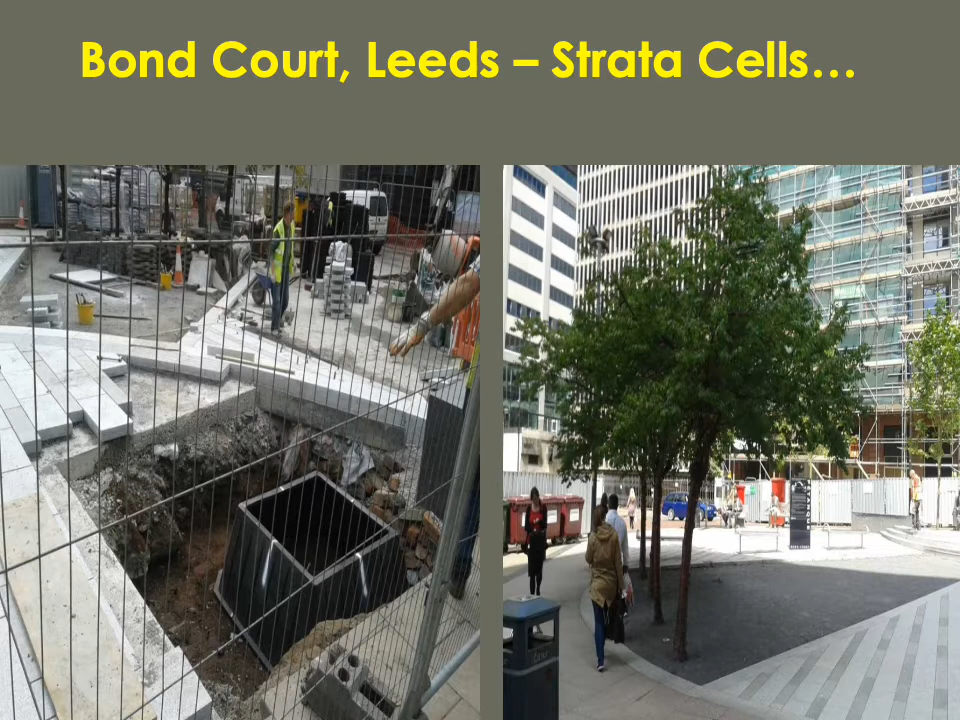 Bond Court, Leeds – Strata Cells…